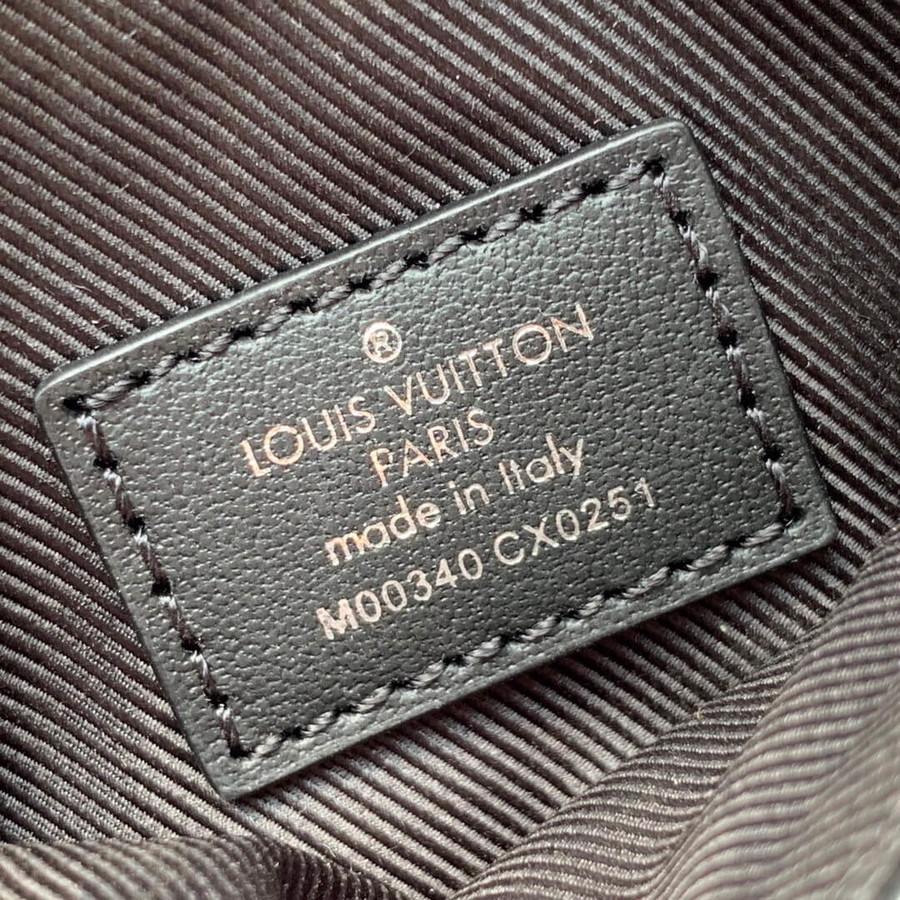 ®
LOUIS VUITTON
PARIS
made in Italy
M00340 CX0251